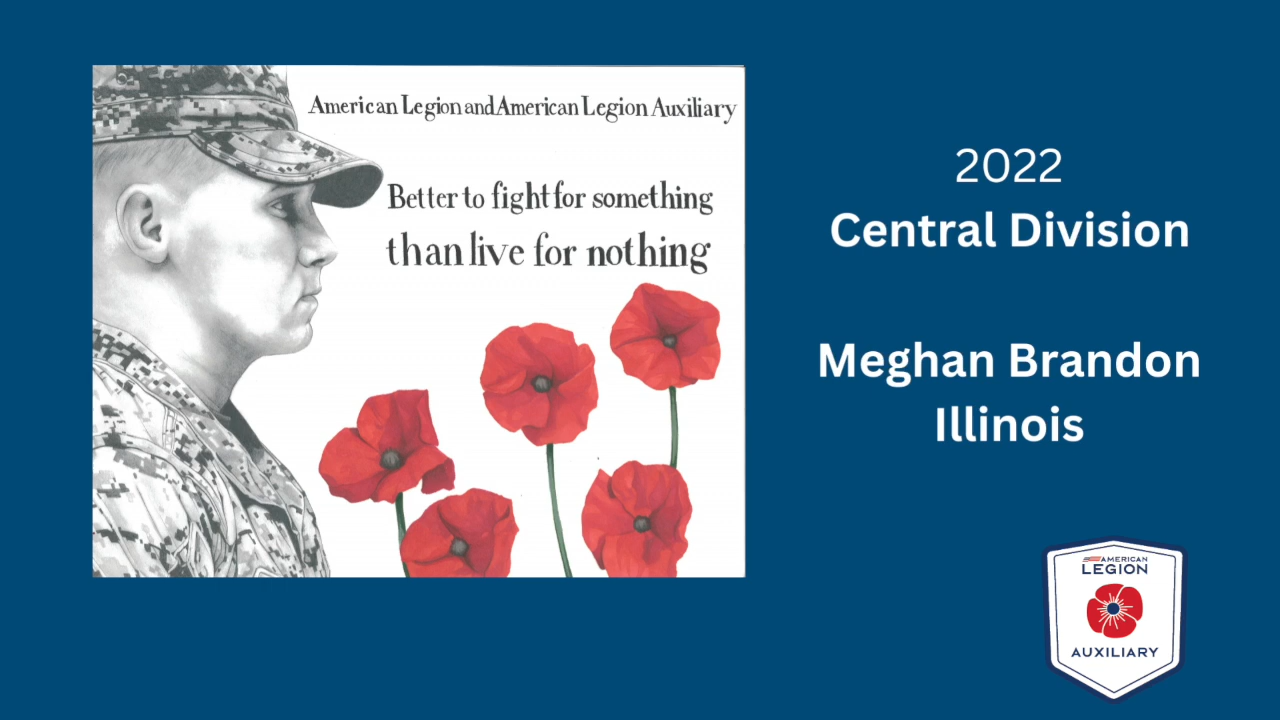 American Legion and American Legion Auxiliary
Better to fight for something
than live for nothing
2022
Central Division
Meghan Brandon
Illinois
AMERICAN
LEGION
AUXILIARY